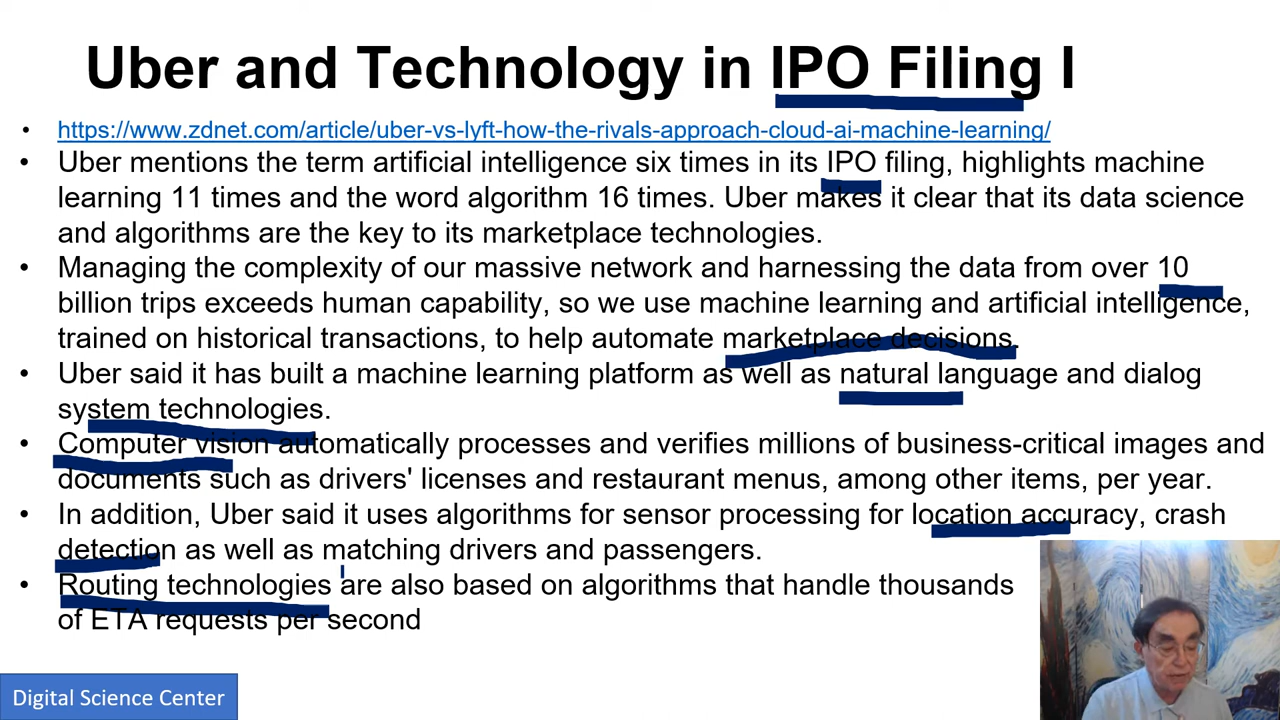 Uber and Technology in IPO Filing I
• https://www.zdnet.com/article/uber-vs-lyft-how-the-rivals-approach-cloud-ai-machine-learning/
• Uber mentions the term artificial intelligence six times in its IPO filing, highlights machine
learning 11 times and the word algorithm 16 times. Uber makes it clear that its data science
and algorithms are the key to its marketplace technologies.
• Managing the complexity of our massive network and harnessing the data from over 10
billion trips exceeds human capability, so we use machine learning and artificial intelligence,
trained on historical transactions, to help automate marketplace decisions.
• Uber said it has built a machine learning platform as well as natural language and dialog
system technologies.
• Computer vision automatically processes and verifies millions of business-critical images and
documents such as drivers' licenses and restaurant menus, among other items, per year.
• In addition, Uber said it uses algorithms for sensor processing for location accuracy, crash
detection as well as matching drivers and passengers.
• Routing technologies are also based on algorithms that handle thousands
of ETA requests per second
Digital Science Center